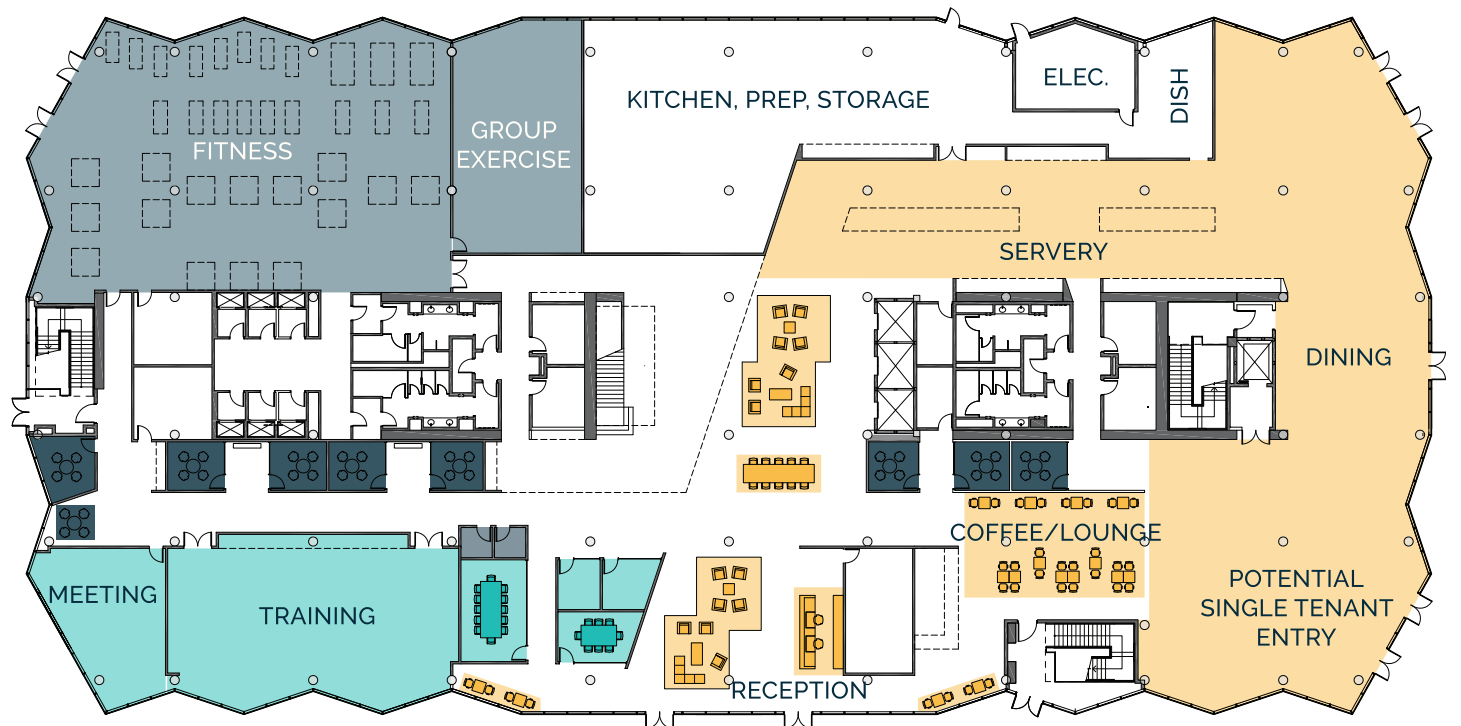 KITCHEN, PREP, STORAGE
ELEC.
DISH
GROUP
EXERCISE
FITNESS
SERVERY
DINING
COFFEE/LOUNGE
MEETING
TRAINING
POTENTIAL
SINGLE TENANT
ENTRY
RECEPTION